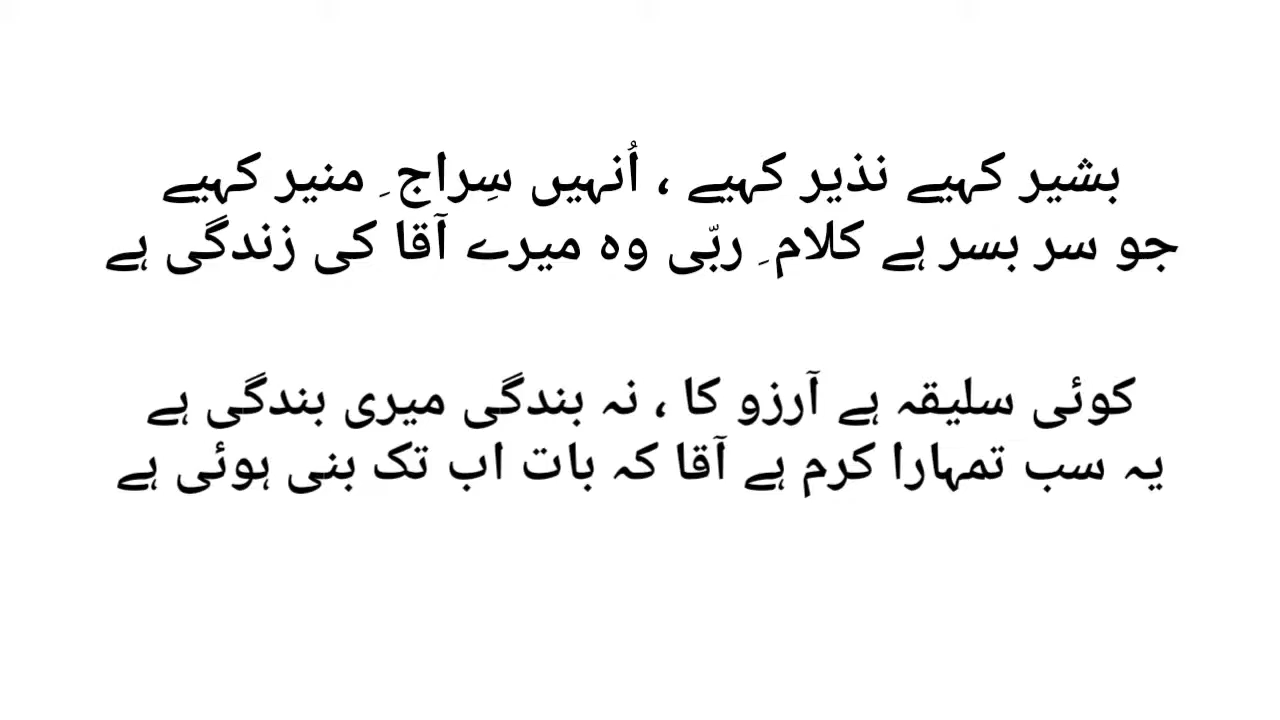 بشیر کہیے نذیر کہیے ، اُنہیں سِراج ِ منیر کہیے
جو سر بسر ہے کلام ِ ربّی وہ میرے آقا کی زندگی ہے
کوئی سلیقہ ہے آرزو کا ، نہ بندگی میری بندگی ہے
یہ سب تمہارا کرم ہے آقا کہ بات اب تک بنی ہوئی ہے